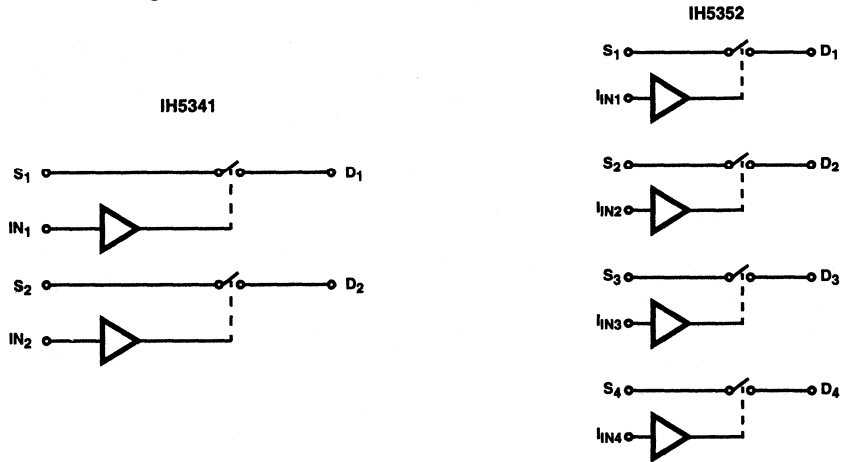 IH5341
S1 D1
IN1
S2 D2
IN2
IH5352
S1 D1
IIN1
S2 D2
IIN2
S3 D3
IIN3
S4 D4
IIN4